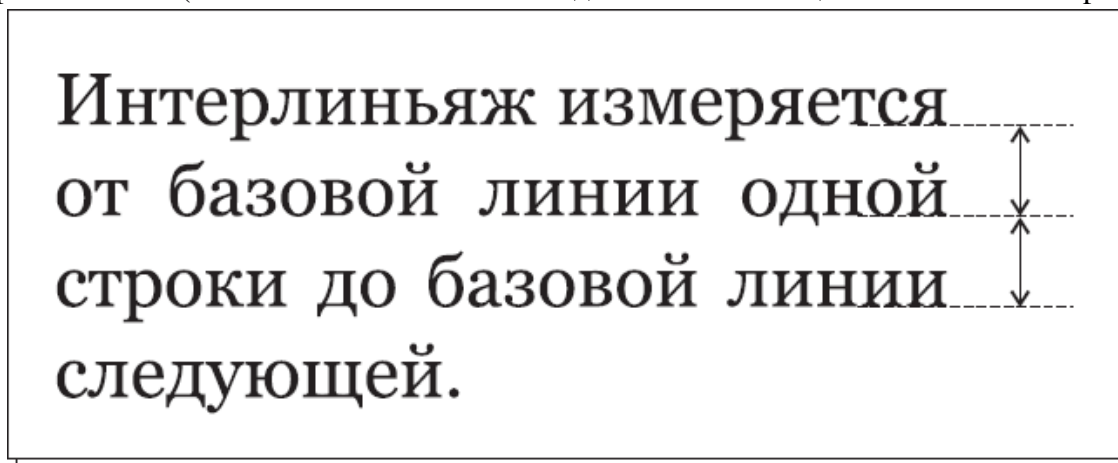 Интерлиньяж измеряется
от базовой линии одной
строки до базовой линии
следующей.